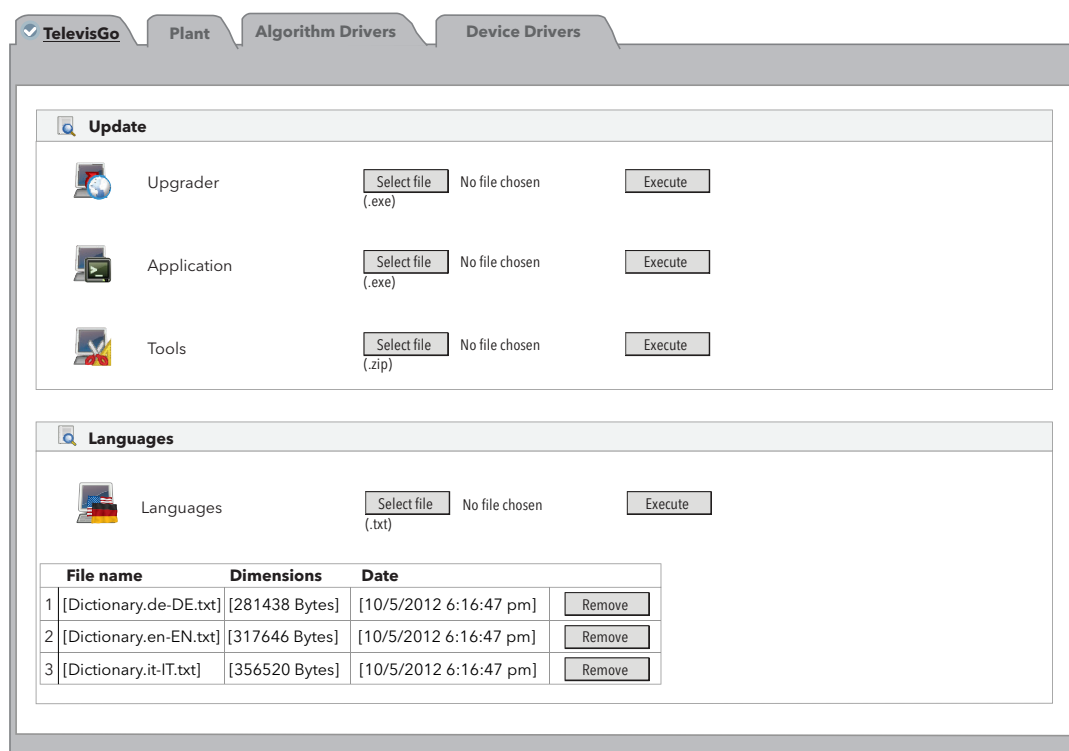 TelevisGo Plant Algorithm Drivers Device Drivers
Update
Upgrader Select file No file chosen Execute
(.exe)
Application Select file No file chosen Execute
(.exe)
Tools Select file No file chosen Execute
(.zip)
Languages
Languages Select file No file chosen Execute
(.txt)
File name Dimensions Date
1 [Dictionary.de-DE.txt] [281438 Bytes] [10/5/2012 6:16:47 pm] Remove
2 [Dictionary.en-EN.txt] [317646 Bytes] [10/5/2012 6:16:47 pm] Remove
3 [Dictionary.it-IT.txt] [356520 Bytes] [10/5/2012 6:16:47 pm] Remove